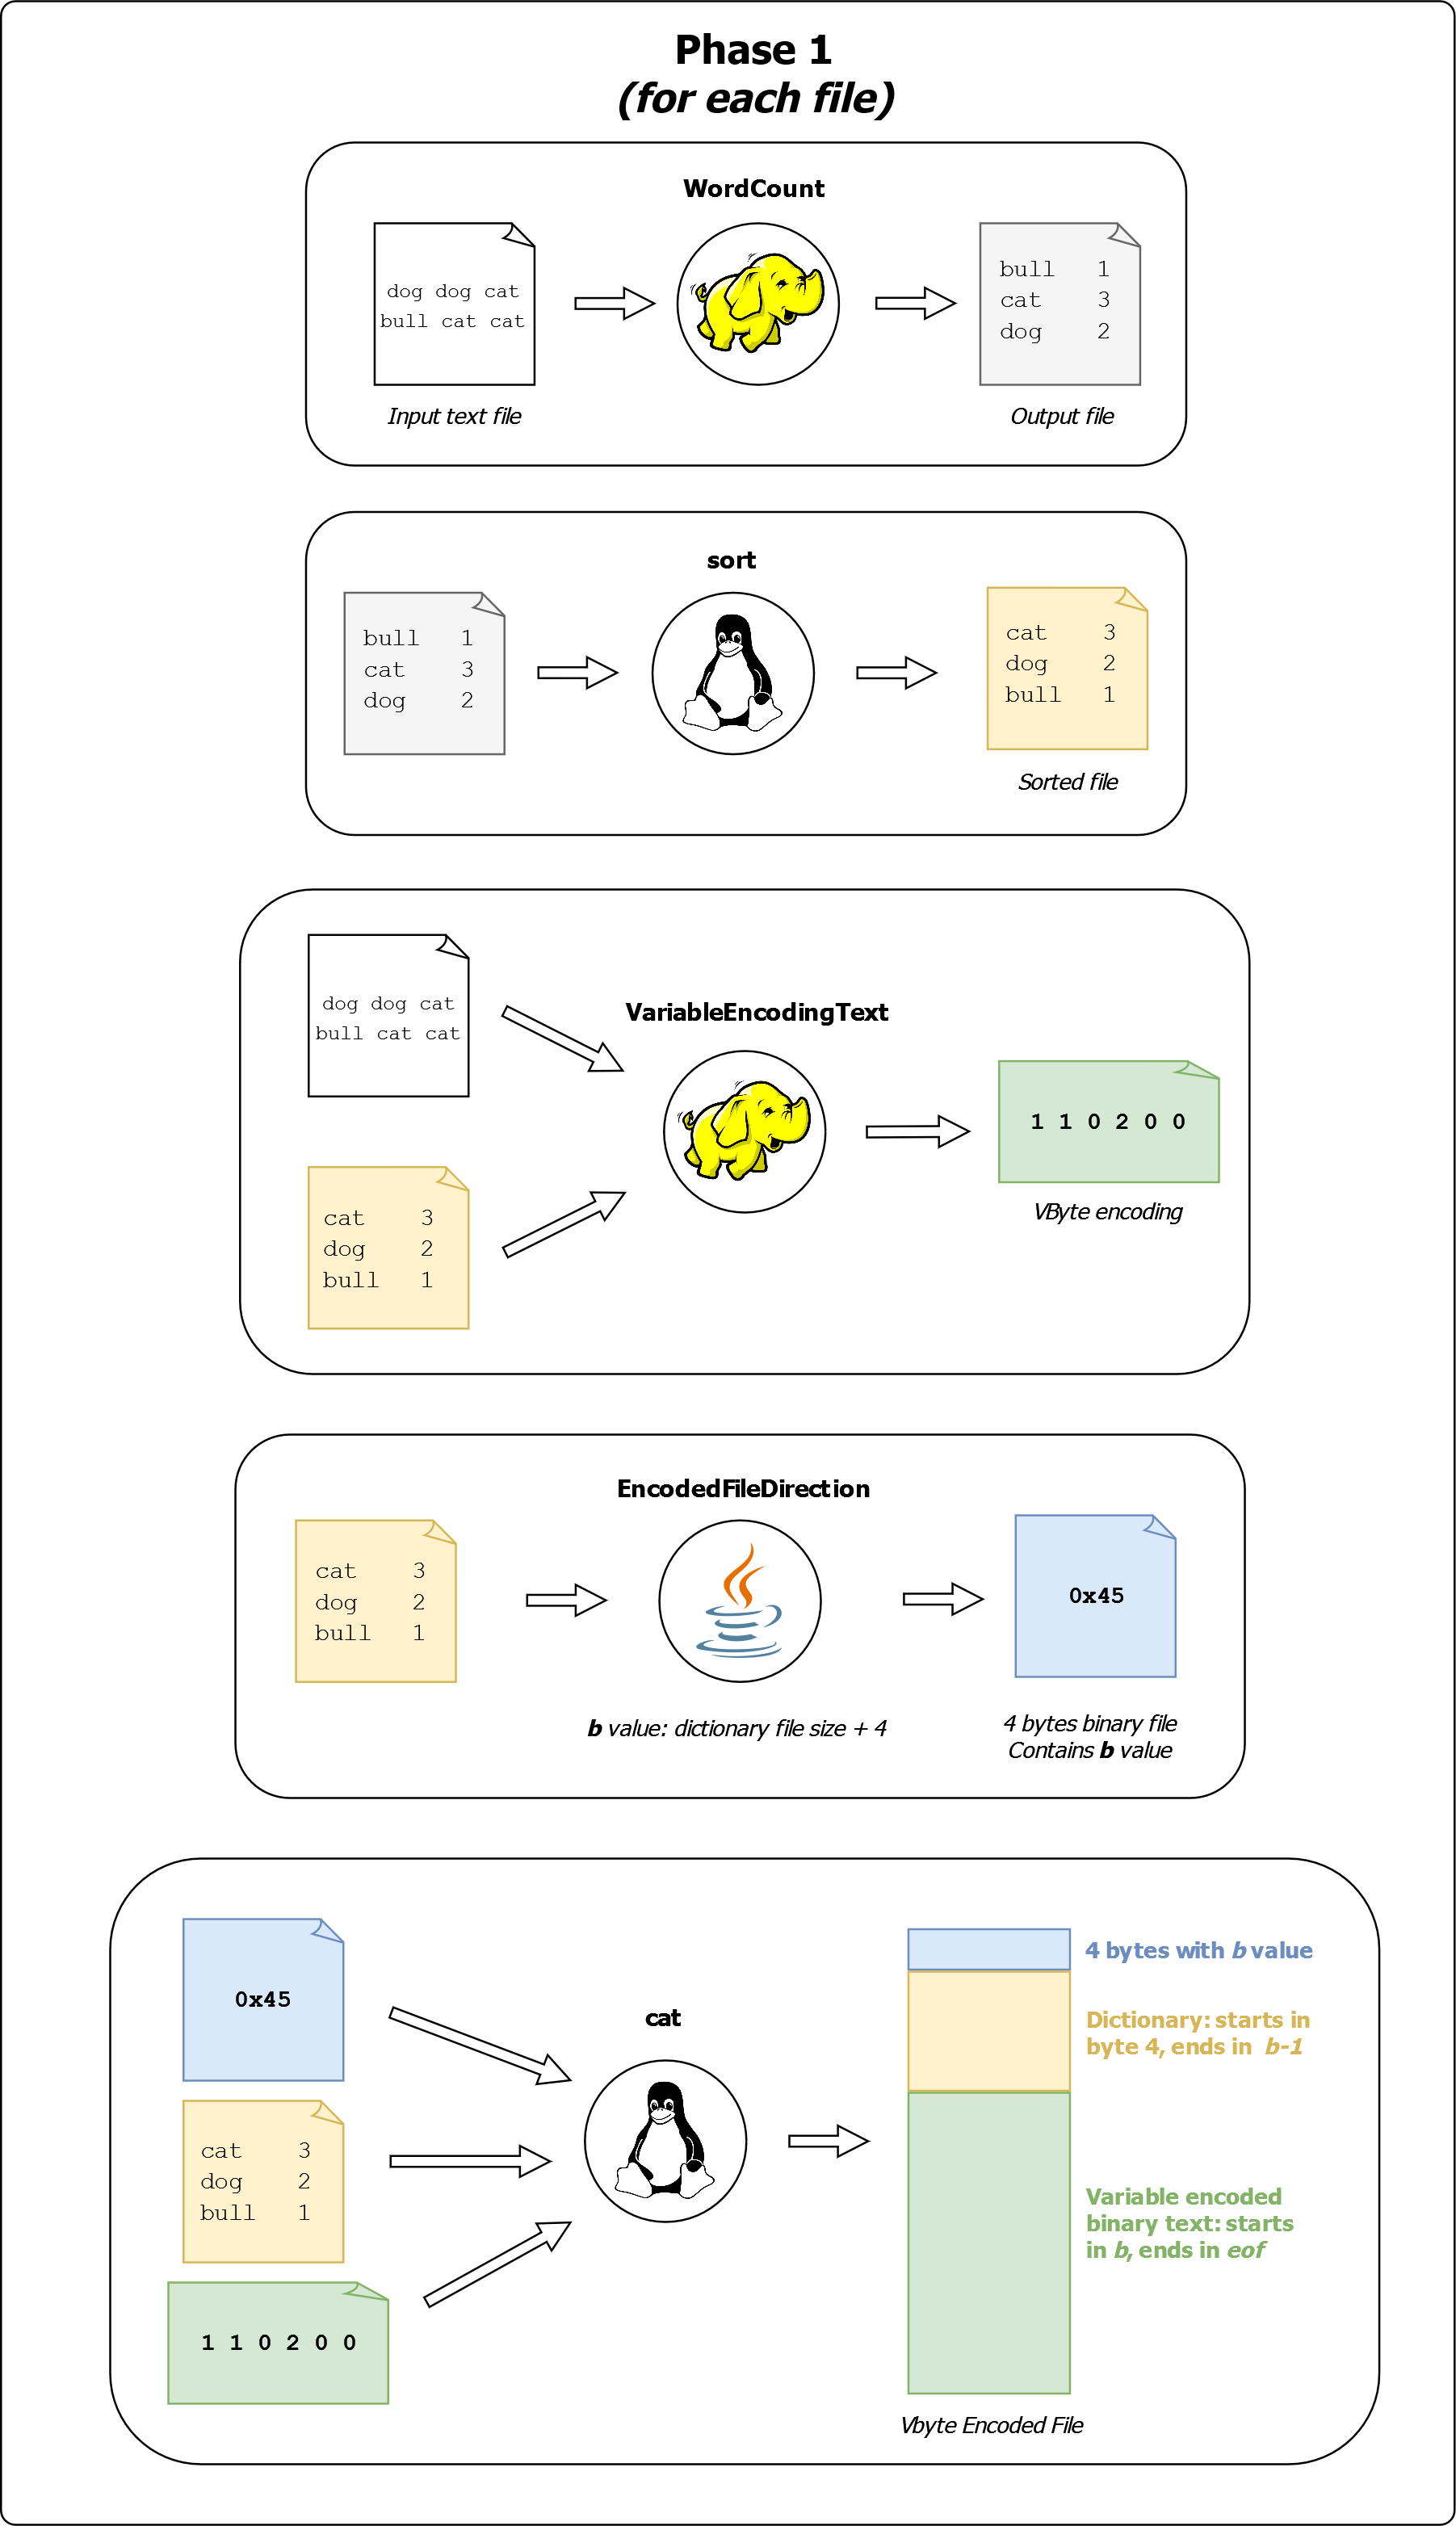 Phase 1
(for each file)
WordCount
dog dog cat
bull cat cat
Input text file
bull 1
cat 3
dog 2
Output file
sort
bull 1
cat 3
dog 2
cat 3
dog 2
bull 1
Sorted file
dog dog cat
bull cat cat
cat 3
dog 2
bull 1
VariableEncodingText
1 1 0 2 0 0
VByte encoding
EncodedFileDirection
cat 3
dog 2
bull 1
b value: dictionary file size + 4
0x45
4 bytes binary file
Contains b value
0x45
cat 3
dog 2
bull 1
1 1 0 2 0 0
cat
4 bytes with b value
Dictionary: starts in
byte 4, ends in b-1
Variable encoded
binary text: starts
in b, ends in eof
Vbyte Encoded File